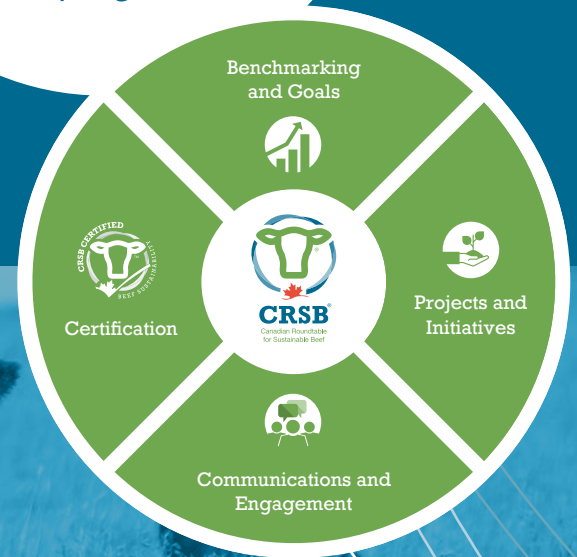 Benchmarking
and Goals
CRSB CERTIFIED
BEEF SUSTAINABILITY
Certification
CRSB
Canadian Roundtable
for Sustainable Beef
Projects and
Initiatives
Communications and
Engagement